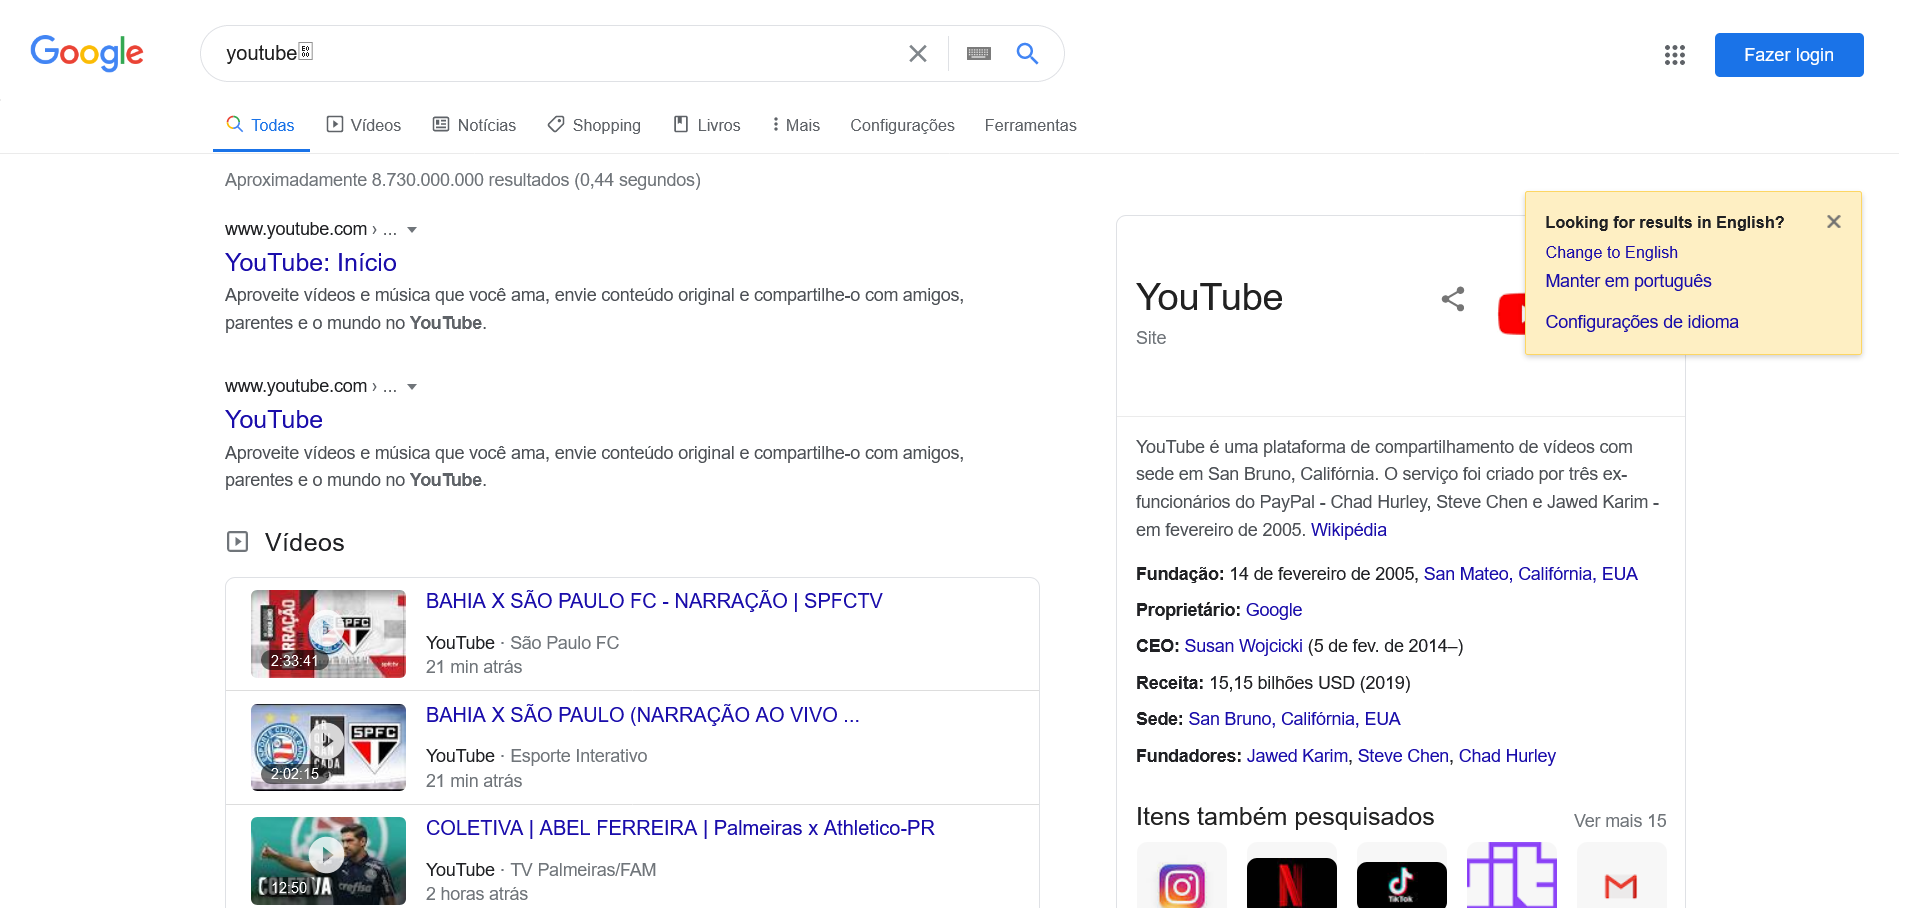 Google
youtube
Fazer login
Todas
Vídeos
Notícias
Shopping
Livros
Mais
Configurações
Ferramentas
Aproximadamente 8.730.000.000 resultados (0,44 segundos)
www.youtube.com › ...
YouTube: Início
Aproveite vídeos e música que você ama, envie conteúdo original e compartilhe-o com amigos,
parentes e o mundo no YouTube.
www.youtube.com › ...
YouTube
Aproveite vídeos e música que você ama, envie conteúdo original e compartilhe-o com amigos,
parentes e o mundo no YouTube.
Vídeos
2:33:41
BAHIA X SÃO PAULO FC - NARRAÇÃO | SPFCTV
YouTube · São Paulo FC
21 min atrás
SPFC
2:02:15
BAHIA X SÃO PAULO (NARRAÇÃO AO VIVO ...
YouTube · Esporte Interativo
21 min atrás
COLETIVA
12:50
COLETIVA | ABEL FERREIRA | Palmeiras x Athletico-PR
YouTube · TV Palmeiras/FAM
2 horas atrás
Looking for results in English?
Change to English
Manter em português
Configurações de idioma
YouTube
Site
YouTube é uma plataforma de compartilhamento de vídeos com
sede em San Bruno, Califórnia. O serviço foi criado por três ex-
funcionários do PayPal - Chad Hurley, Steve Chen e Jawed Karim -
em fevereiro de 2005. Wikipédia
Fundação: 14 de fevereiro de 2005, San Mateo, Califórnia, EUA
Proprietário: Google
CEO: Susan Wojcicki (5 de fev. de 2014–)
Receita: 15,15 bilhões USD (2019)
Sede: San Bruno, Califórnia, EUA
Fundadores: Jawed Karim, Steve Chen, Chad Hurley
Itens também pesquisados
Ver mais 15
TikTok